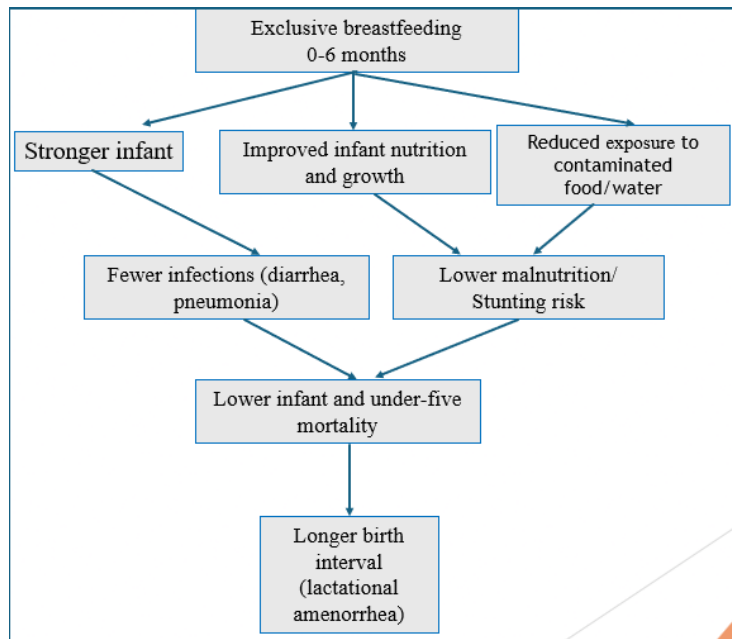 Exclusive breastfeeding
0-6 months
Stronger infant
Improved infant nutrition
and growth
Reduced exposure to
contaminated
food/water
Fewer infections (diarrhea,
pneumonia)
Lower malnutrition/
Stunting risk
Lower infant and under-five
mortality
Longer birth
interval
(lactational
amenorrhea)